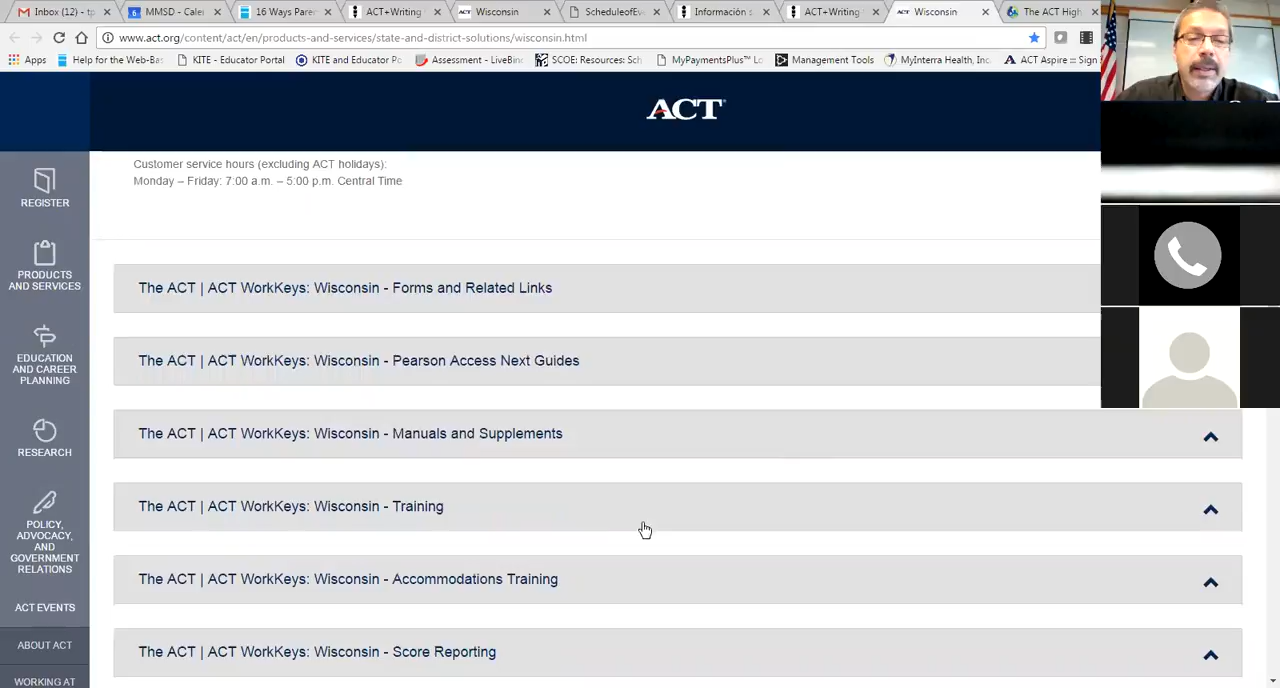 Inbox (12) - tp
MMSD - Caler
16 Ways Paren
ACT+Writing
Wisconsin
ScheduleofEv
Información s
ACT+Writing
Wisconsin
The ACT High
www.act.org/content/act/en/products-and-services/state-and-district-solutions/wisconsin.html
Apps
Help for the Web-Bas
KITE - Educator Portal
KITE and Educator Po
Assessment LiveBin
SCOE: Resources: Sch
MyPaymentsPlus™ Lo
Management Tools
MyInterra Health, Inc.
ACT Aspire :: Sign
ACT
REGISTER
PRODUCTS
AND SERVICES
EDUCATION
AND CAREER
PLANNING
RESEARCH
POLICY,
ADVOCACY,
AND
GOVERNMENT
RELATIONS
ACT EVENTS
ABOUT ACT
WORKING AT
Customer service hours (excluding ACT holidays):
Monday – Friday: 7:00 a.m. – 5:00 p.m. Central Time
The ACT | ACT WorkKeys: Wisconsin - Forms and Related Links
The ACT | ACT WorkKeys: Wisconsin - Pearson Access Next Guides
The ACT | ACT WorkKeys: Wisconsin - Manuals and Supplements
The ACT | ACT WorkKeys: Wisconsin - Training
The ACT | ACT WorkKeys: Wisconsin - Accommodations Training
The ACT | ACT WorkKeys: Wisconsin - Score Reporting